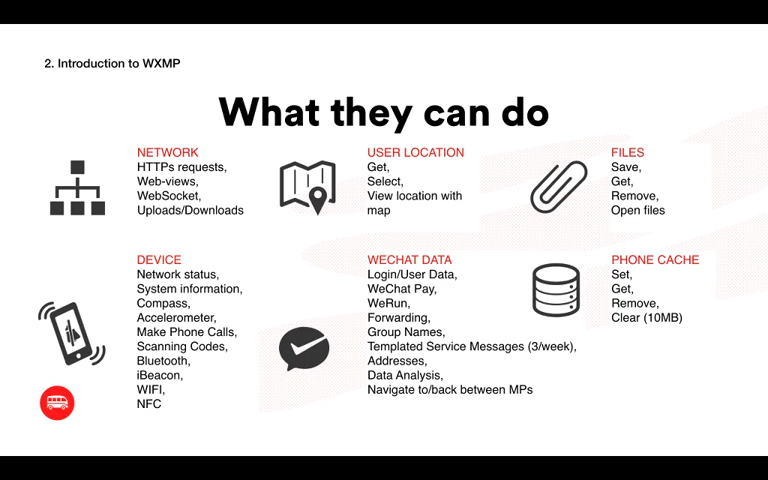 2. Introduction to WXMP
What they can do
NETWORK
HTTPs requests,
Web-views,
WebSocket,
Uploads/Downloads
USER LOCATION
Get,
Select,
View location with
map
FILES
Save,
Get,
Remove,
Open files
DEVICE
Network status,
System information,
Compass,
Accelerometer,
Make Phone Calls,
Scanning Codes,
Bluetooth,
iBeacon,
WIFI,
NFC
WECHAT DATA
Login/User Data,
WeChat Pay,
WeRun,
Forwarding,
Group Names,
Templated Service Messages (3/week),
Addresses,
Data Analysis,
Navigate to/back between MPs
PHONE CACHE
Set,
Get,
Remove,
Clear (10MB)